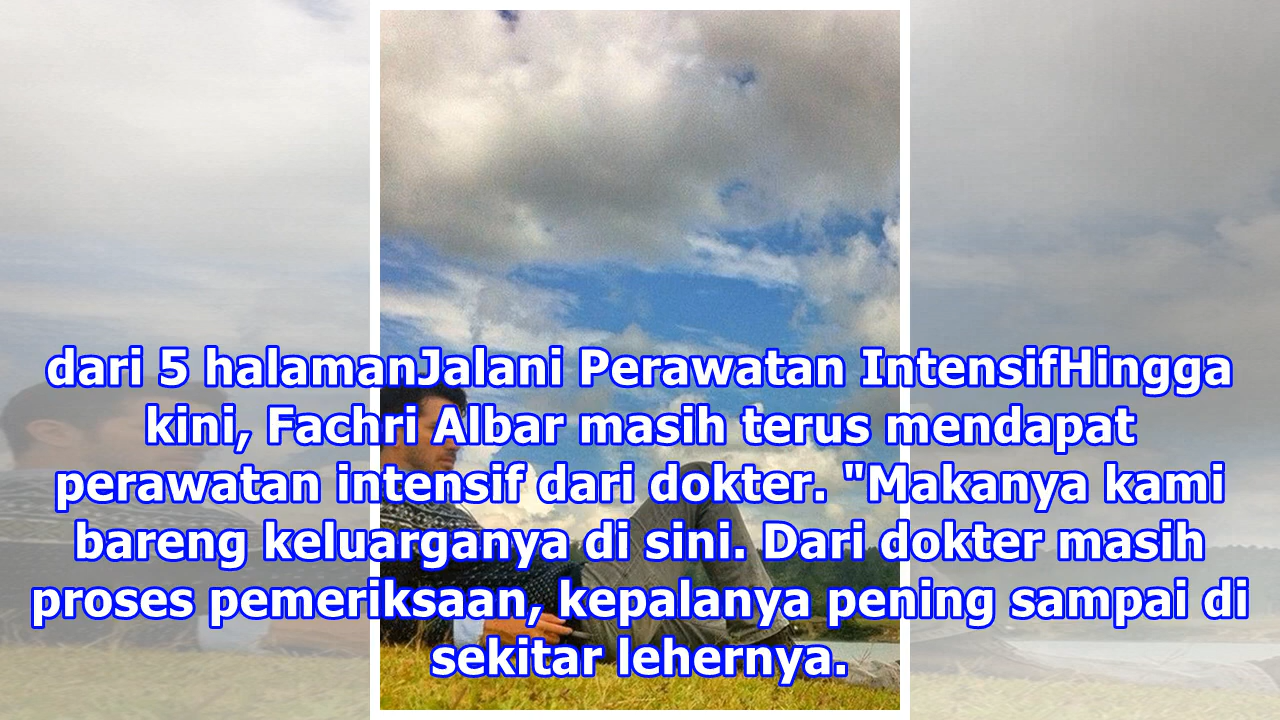 dari 5 halamanJalani Perawatan IntensifHingga
kini, Fachri Albar masih terus mendapat
perawatan intensif dari dokter. "Makanya kami
bareng keluarganya di sini. Dari dokter masih
proses pemeriksaan, kepalanya pening sampai di
sekitar lehernya.